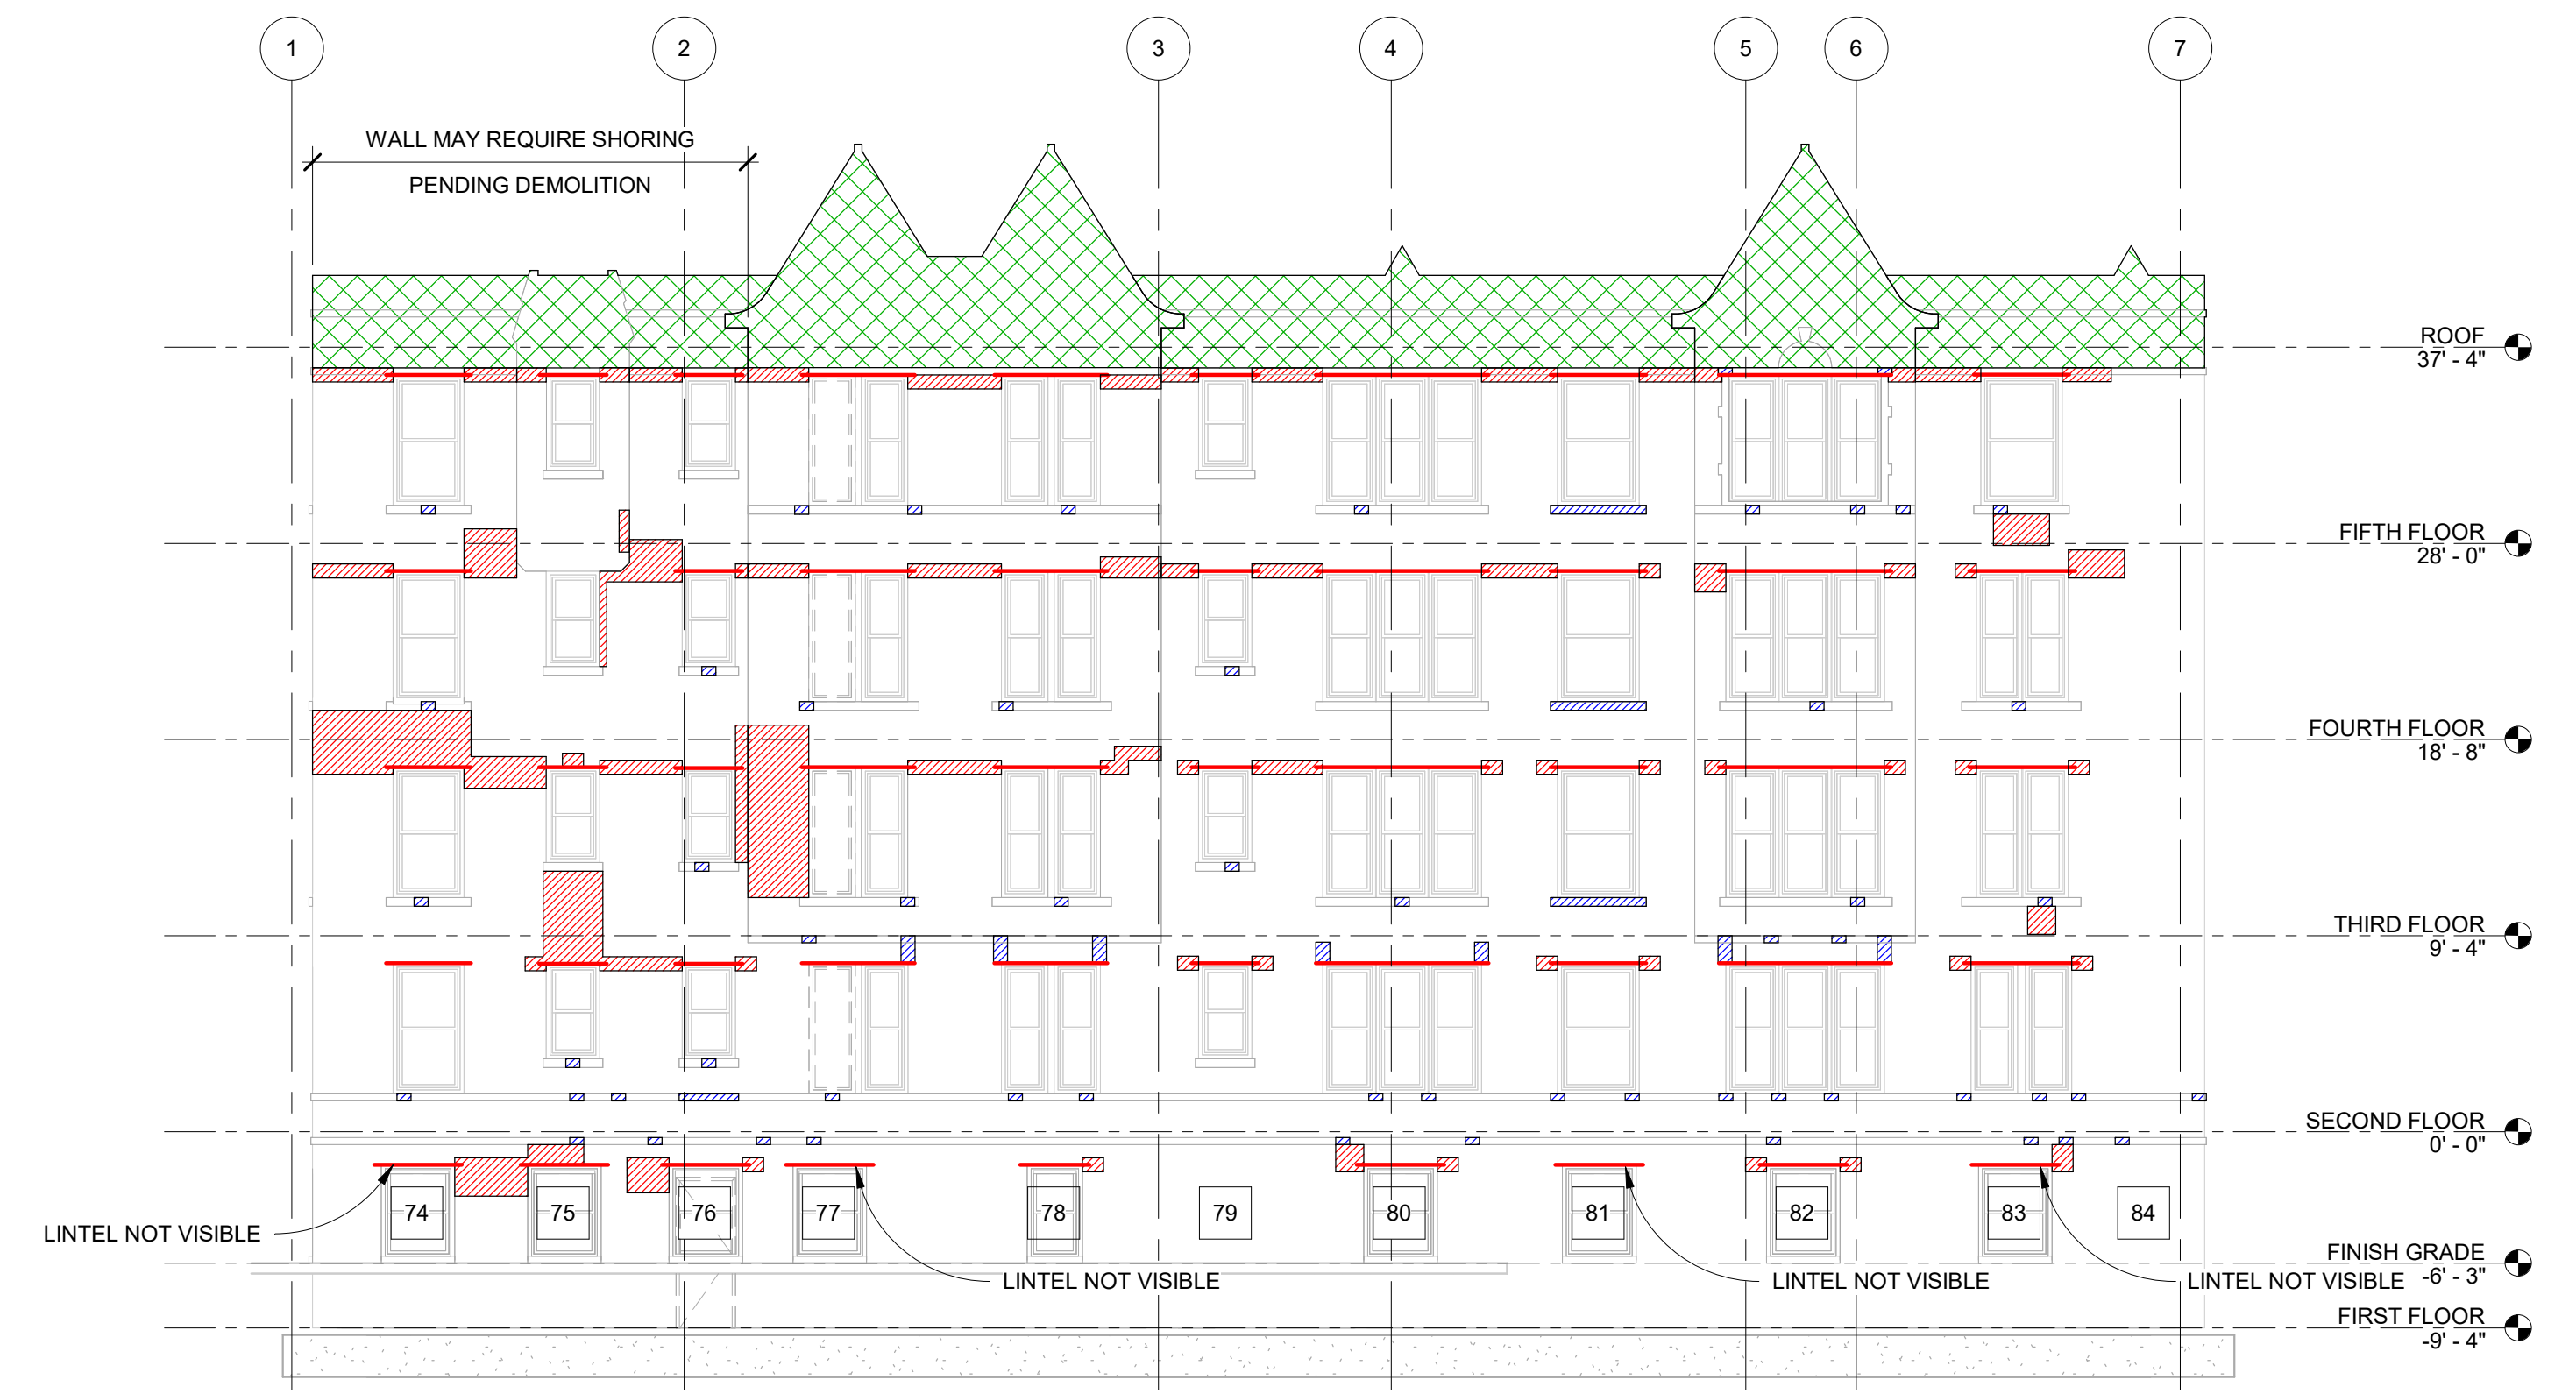 1
2
3
4
5
6
7
WALL MAY REQUIRE SHORING
PENDING DEMOLITION
ROOF
37' - 4"
FIFTH FLOOR
28' - 0"
FOURTH FLOOR
18' - 8"
THIRD FLOOR
9' - 4"
SECOND FLOOR
0' - 0"
74
75
76
77
78
79
80
81
82
83
84
LINTEL NOT VISIBLE
LINTEL NOT VISIBLE
LINTEL NOT VISIBLE
LINTEL NOT VISIBLE
FINISH GRADE
-6' - 3"
FIRST FLOOR
-9' - 4"